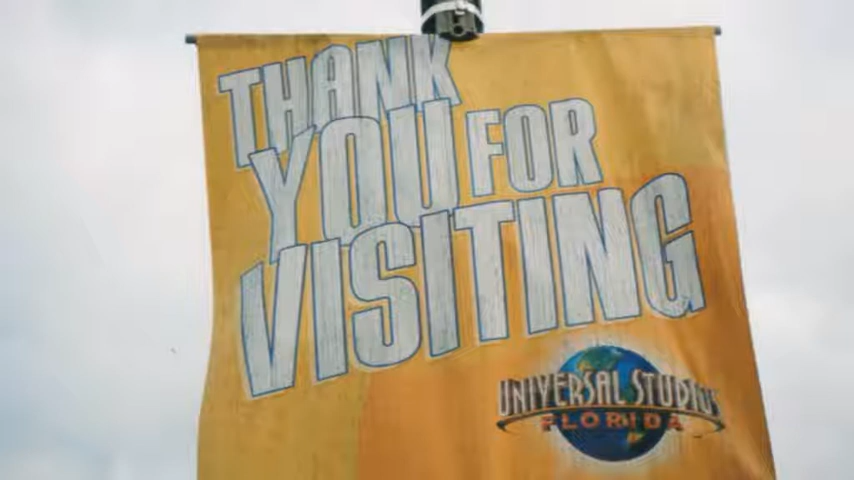 THANK
YOU FOR
VISITING
UNIVERSAL STUDIOS
FLORIDA